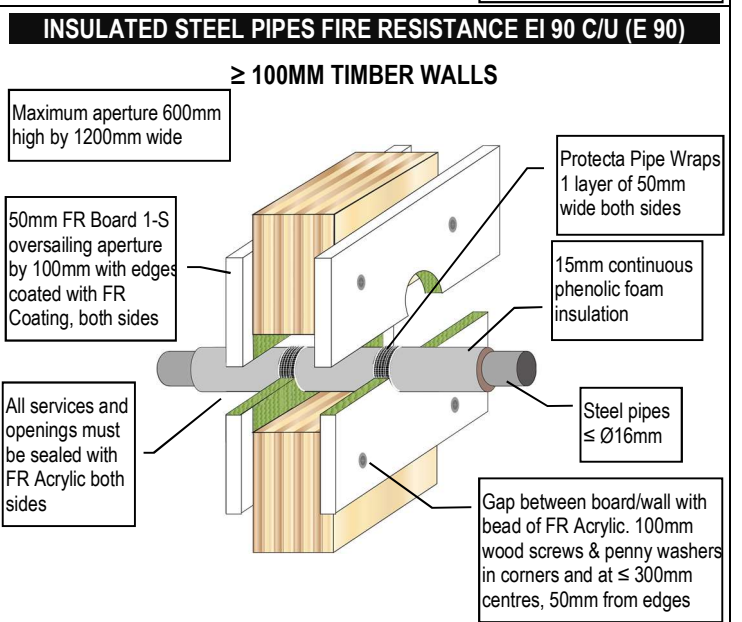 INSULATED STEEL PIPES FIRE RESISTANCE EI 90 C/U (E 90)
≥ 100MM TIMBER WALLS
Maximum aperture 600mm
high by 1200mm wide
50mm FR Board 1-S
oversailing aperture
by 100mm with edges
coated with FR
Coating, both sides
All services and
openings must
be sealed with
FR Acrylic both
sides
Protecta Pipe Wraps
1 layer of 50mm
wide both sides
15mm continuous
phenolic foam
insulation
Steel pipes
≤ Ø16mm
Gap between board/wall with
bead of FR Acrylic. 100mm
wood screws & penny washers
in corners and at ≤ 300mm
centres, 50mm from edges